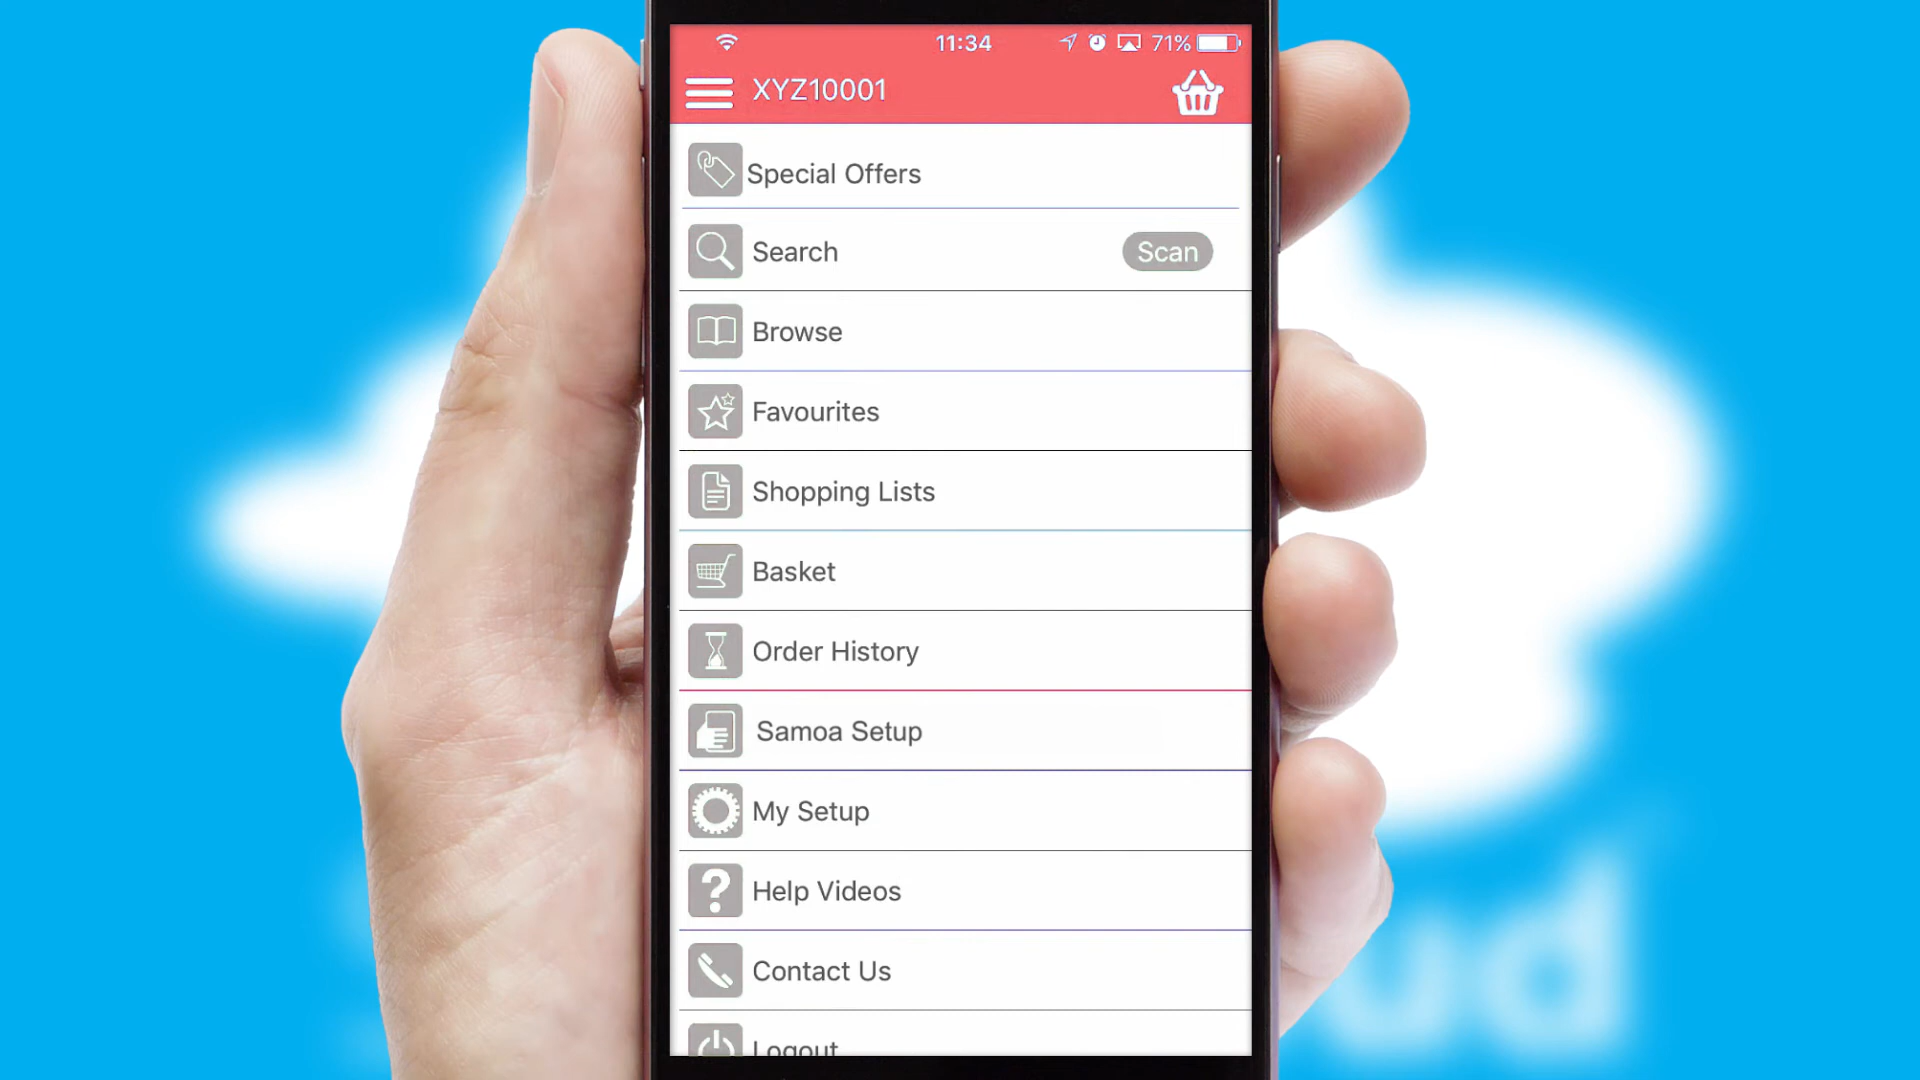 11:34
71%
XYZ10001
Special Offers
Search
Scan
Browse
Favourites
Shopping Lists
Basket
Order History
Samoa Setup
My Setup
Help Videos
Contact Us
Logout